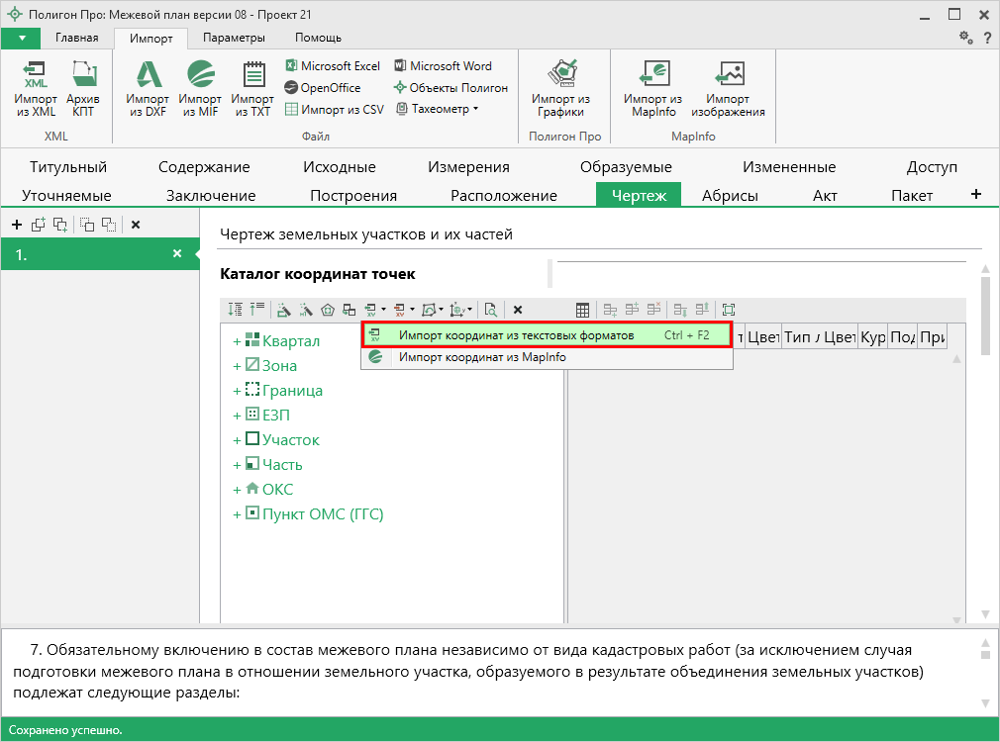 Полигон Про: Межевой план версии 08 - Проект 21
Главная
Импорт
Параметры
Помощь
?
XML
Импорт
из XML
Архив
КПТ
XML
Импорт
из DXF
Импорт
из MIF
Импорт
из TXT
Microsoft Excel
OpenOffice
Импорт из CSV
Microsoft Word
Объекты Полигон
Тахеометр
Файл
Импорт из
Графики
Полигон Про
Импорт из
MapInfo
Импорт
изображения
MapInfo
Титульный Содержание Исходные Измерения Образуемые Измененные Доступ
Уточняемые Заключение Построения Расположение Чертеж Абрисы Акт Пакет +
1.
Чертеж земельных участков и их частей
Каталог координат точек
Импорт координат из текстовых форматов Ctrl + F2
Импорт координат из MapInfo
т Цвет Тип л Цвет Кур Под При
+ Квартал
+ Зона
+ Граница
+ ЕЗП
+ Участок
+ Часть
+ ОКС
+ Пункт ОМС (ГГС)
7. Обязательному включению в состав межевого плана независимо от вида кадастровых работ (за исключением случая
подготовки межевого плана в отношении земельного участка, образуемого в результате объединения земельных участков)
подлежат следующие разделы:
Сохранено успешно.